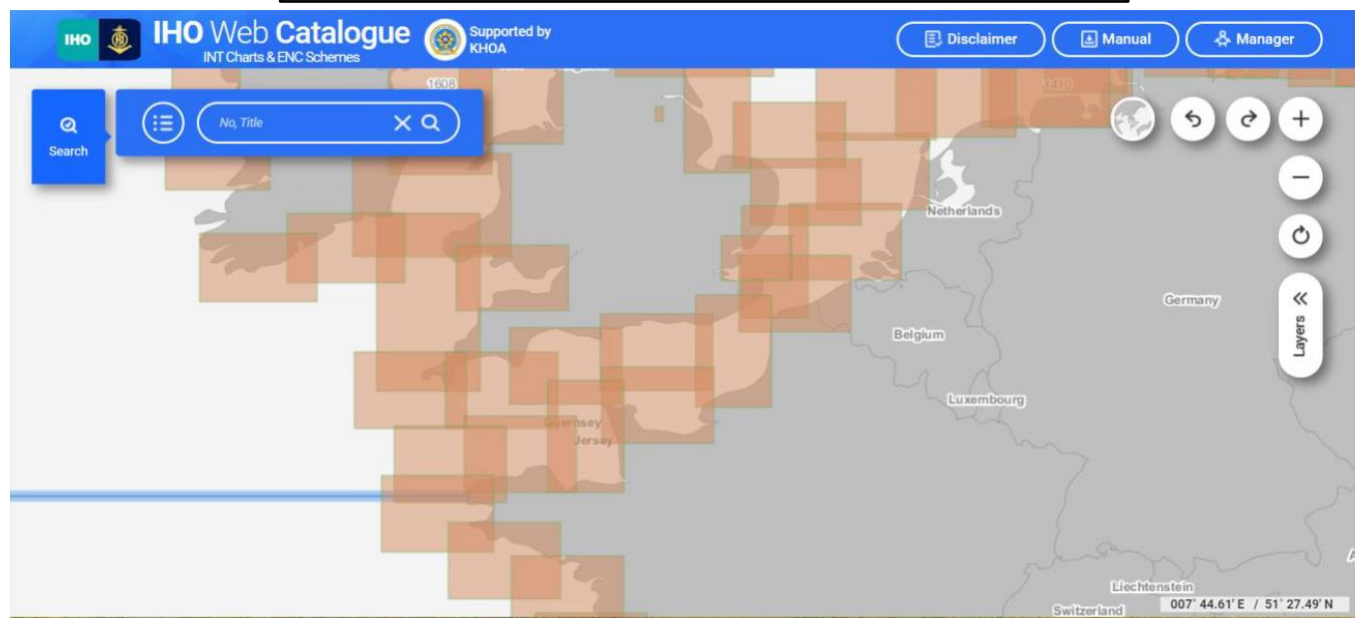 IHO
IHO Web Catalogue
INT Charts & ENC Schemes
Supported by
KHOA
Disclaimer
Manual
Manager
1608
1410
Search
No, Title
Netherlands
Germany
Layers
Belgium
Luxembourg
Guernsey
Jersey
Liechtenstein
Switzerland
007° 44.61' E / 51° 27.49' N